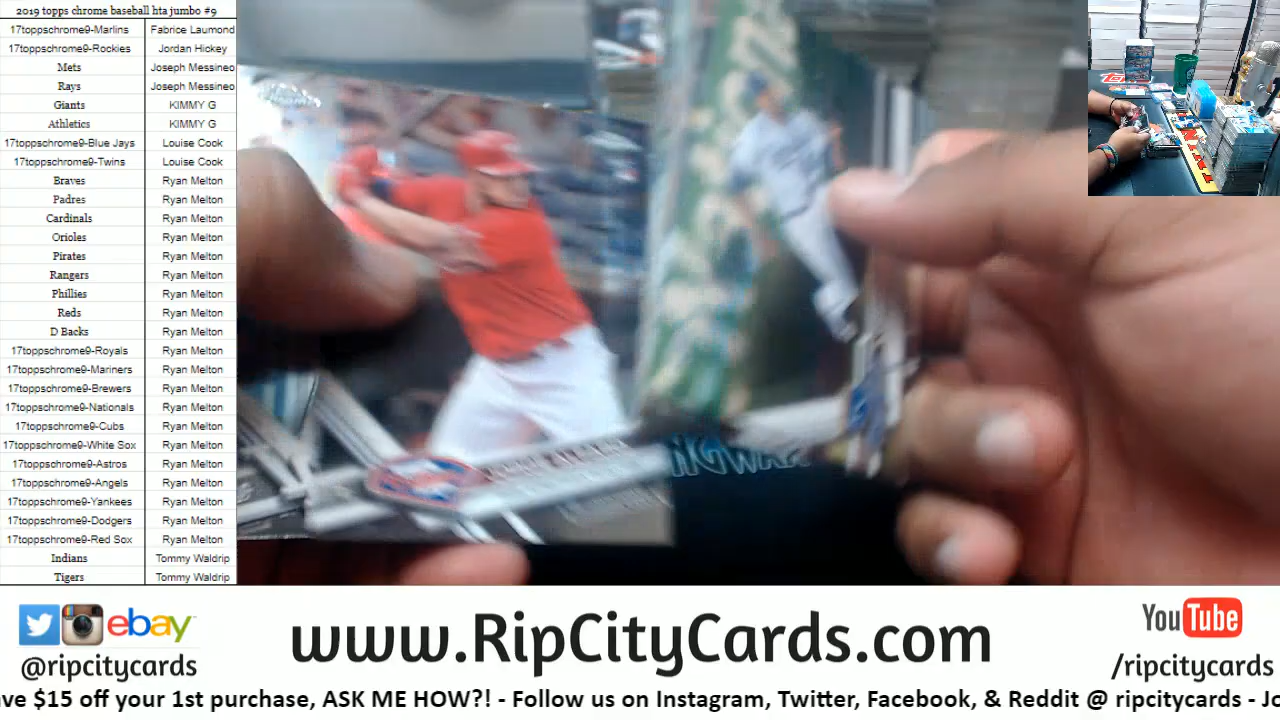 2019 topps chrome baseball hta jumbo #9
17toppschrome9-Marlins Fabrice Laumond
17toppschrome9-Rockies Jordan Hickey
Mets Joseph Messineo
Rays Joseph Messineo
Giants KIMMY G
Athletics KIMMY G
17toppschrome9-Blue Jays Louise Cook
17toppschrome9-Twins Louise Cook
Braves Ryan Melton
Padres Ryan Melton
Cardinals Ryan Melton
Orioles Ryan Melton
Pirates Ryan Melton
Rangers Ryan Melton
Phillies Ryan Melton
Reds Ryan Melton
D Backs Ryan Melton
17toppschrome9-Royals Ryan Melton
17toppschrome9-Mariners Ryan Melton
17toppschrome9-Brewers Ryan Melton
17toppschrome9-Nationals Ryan Melton
17toppschrome9-Cubs Ryan Melton
17toppschrome9-White Sox Ryan Melton
17toppschrome9-Astros Ryan Melton
17toppschrome9-Angels Ryan Melton
17toppschrome9-Yankees Ryan Melton
17toppschrome9-Dodgers Ryan Melton
17toppschrome9-Red Sox Ryan Melton
Indians Tommy Waldrip
Tigers Tommy Waldrip
ebay
@ripcitycards
www.RipCityCards.com
YouTube
/ripcitycards
ave $15 off your 1st purchase, ASK ME HOW?! - Follow us on Instagram, Twitter, Facebook, & Reddit @ ripcitycards - Jo